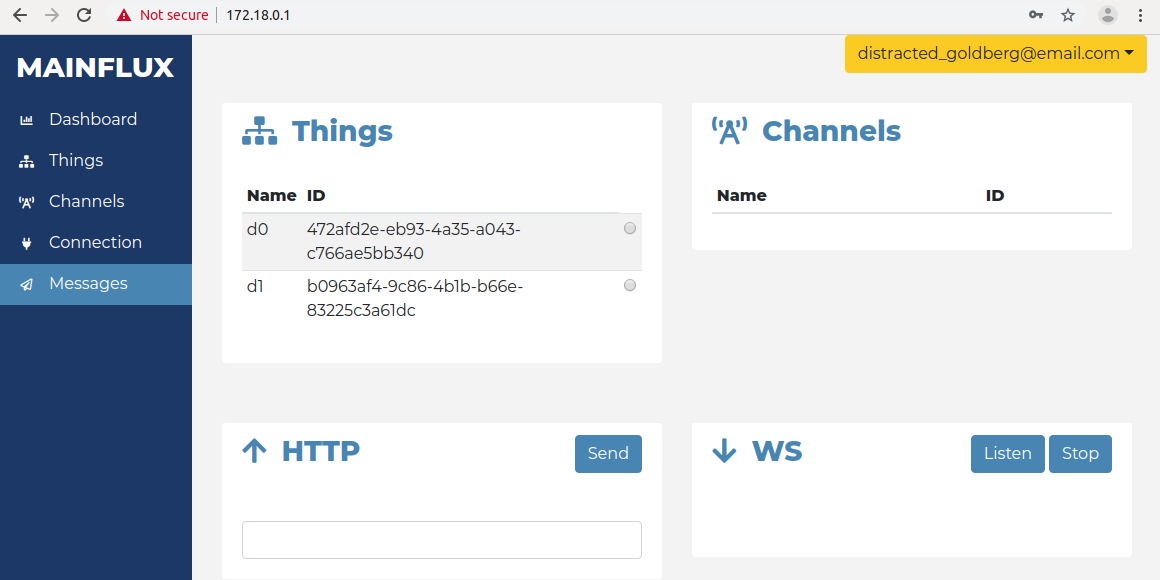 Not secure 172.18.0.1
MAINFLUX
distracted_goldberg@email.com
Dashboard
Things
Channels
Connection
Messages
Things
Name ID
d0 472afd2e-eb93-4a35-a043-
c766ae5bb340
d1 b0963af4-9c86-4b1b-b66e-
83225c3a61dc
Channels
Name ID
HTTP Send
WS Listen Stop